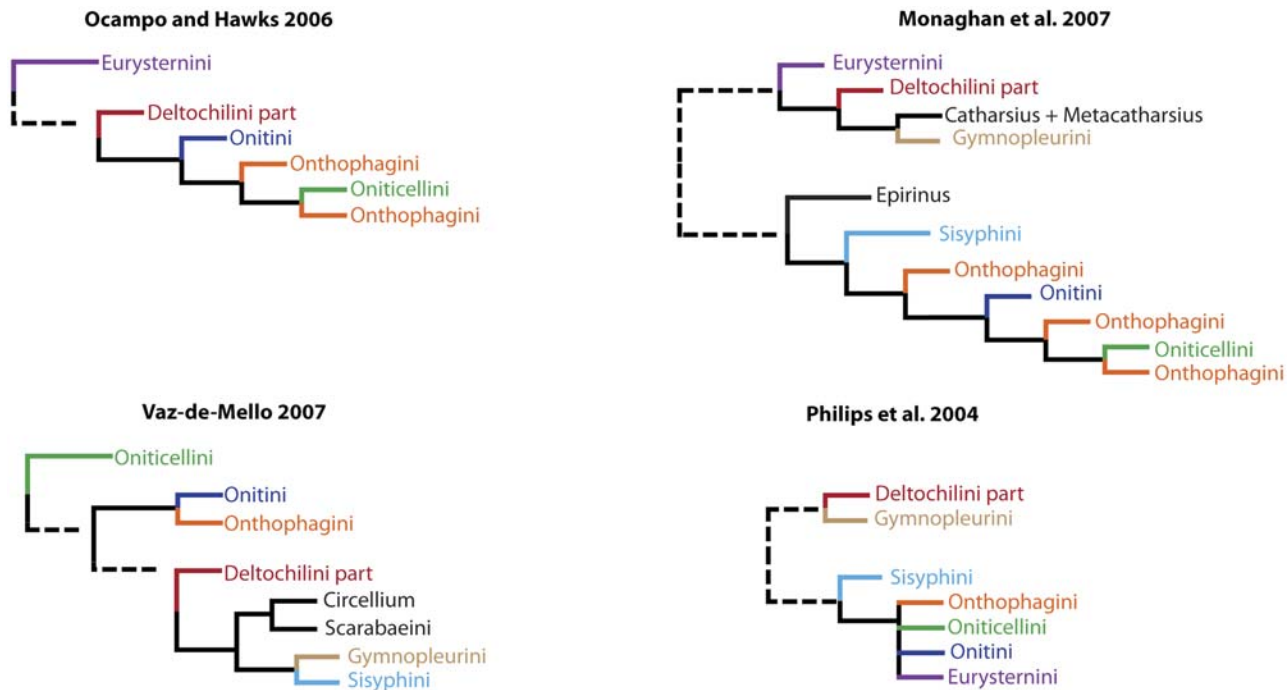 Ocampo and Hawks 2006
Eurysternini
Deltochilini part
Onitini
Onthophagini
Oniticellini
Onthophagini
Monaghan et al. 2007
Eurysternini
Deltochilini part
Catharsius + Metacatharsius
Gymnopleurini
Epirinus
Sisyphini
Onthophagini
Onitini
Onthophagini
Oniticellini
Onthophagini
Vaz-de-Mello 2007
Oniticellini
Onitini
Onthophagini
Deltochilini part
Circellium
Scarabaeini
Gymnopleurini
Sisyphini
Philips et al. 2004
Deltochilini part
Gymnopleurini
Sisyphini
Onthophagini
Oniticellini
Onitini
Eurysternini